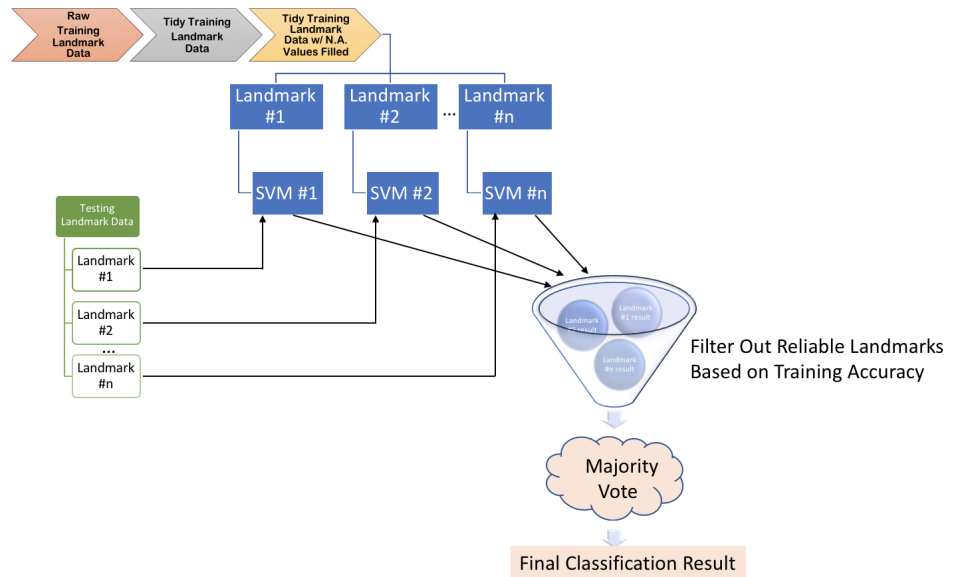 Raw
Training
Landmark
Data
Tidy Training
Landmark
Data
Tidy Training
Landmark
Data w/ N.A.
Values Filled
Landmark
#1
Landmark
#2
...
Landmark
#n
SVM #1
SVM #2
SVM #n
Testing
Landmark Data
Landmark
#1
Landmark
#2
...
Landmark
#n
Landmark
#1 result
Landmark
result
Landmark
#n result
Filter Out Reliable Landmarks
Based on Training Accuracy
Majority
Vote
Final Classification Result